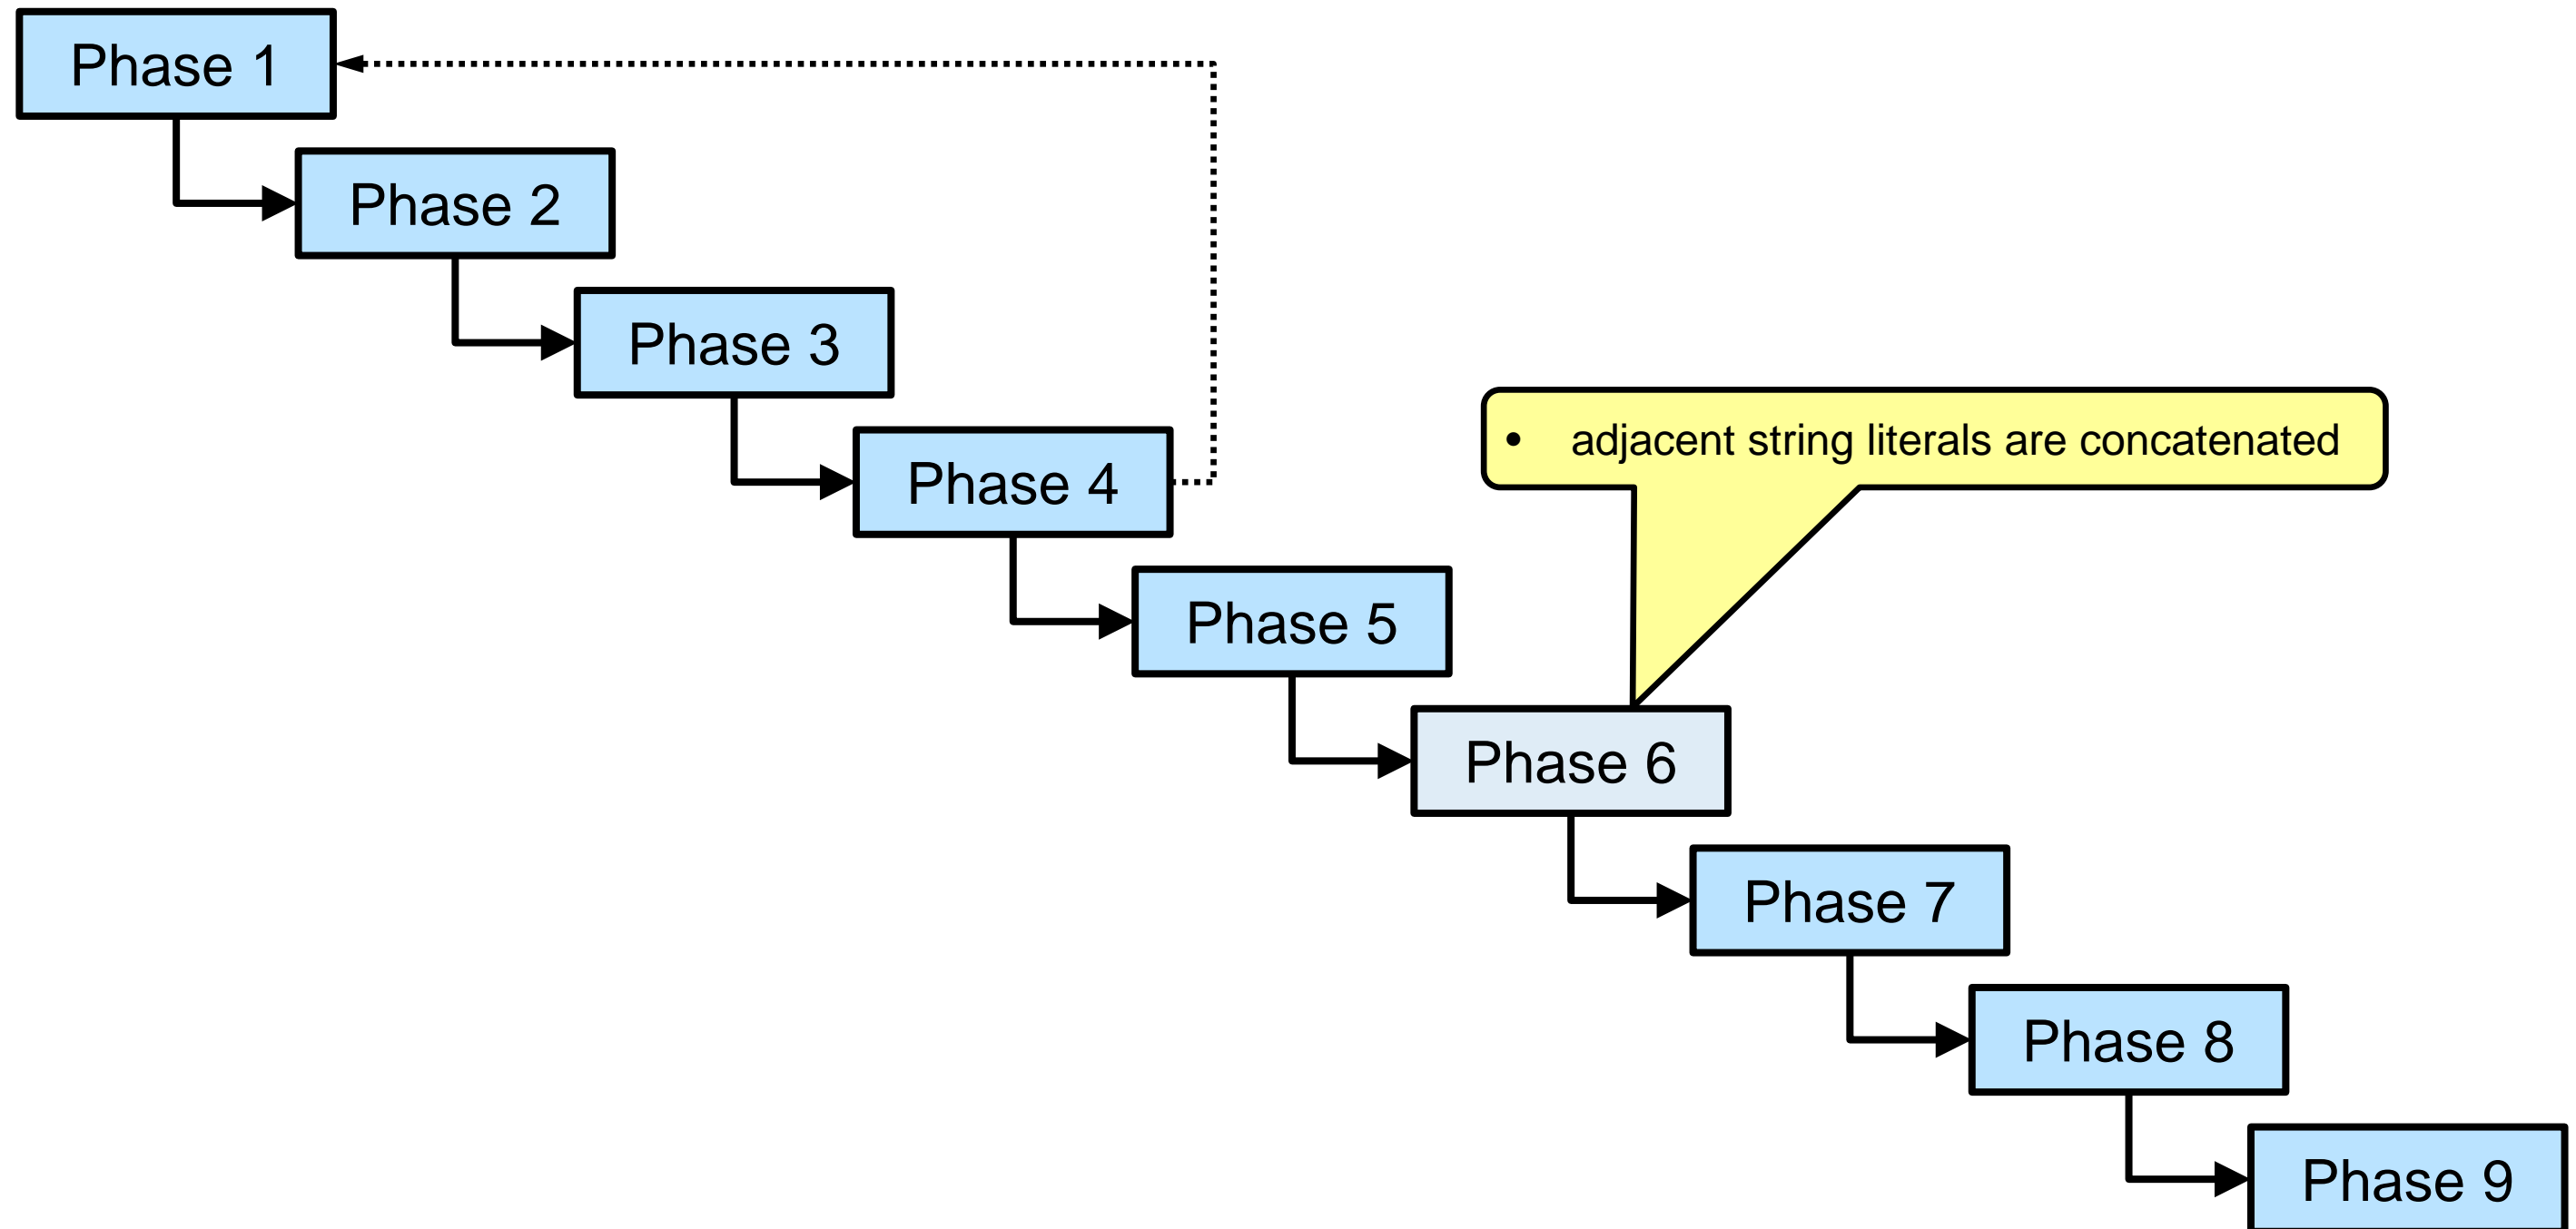 Phase 1
Phase 2
Phase 3
Phase 4
• adjacent string literals are concatenated
Phase 5
Phase 6
Phase 7
Phase 8
Phase 9